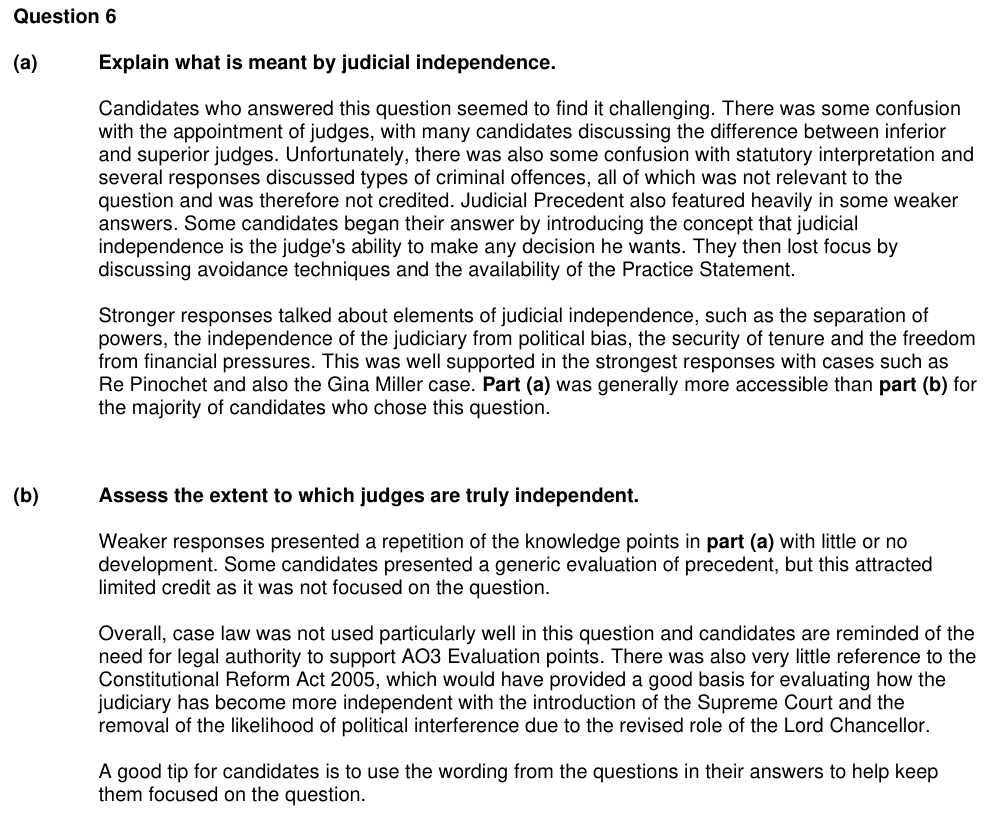 Question 6
(a) Explain what is meant by judicial independence.
Candidates who answered this question seemed to find it challenging. There was some confusion
with the appointment of judges, with many candidates discussing the difference between inferior
and superior judges. Unfortunately, there was also some confusion with statutory interpretation and
several responses discussed types of criminal offences, all of which was not relevant to the
question and was therefore not credited. Judicial Precedent also featured heavily in some weaker
answers. Some candidates began their answer by introducing the concept that judicial
independence is the judge's ability to make any decision he wants. They then lost focus by
discussing avoidance techniques and the availability of the Practice Statement.
Stronger responses talked about elements of judicial independence, such as the separation of
powers, the independence of the judiciary from political bias, the security of tenure and the freedom
from financial pressures. This was well supported in the strongest responses with cases such as
Re Pinochet and also the Gina Miller case. Part (a) was generally more accessible than part (b) for
the majority of candidates who chose this question.
(b) Assess the extent to which judges are truly independent.
Weaker responses presented a repetition of the knowledge points in part (a) with little or no
development. Some candidates presented a generic evaluation of precedent, but this attracted
limited credit as it was not focused on the question.
Overall, case law was not used particularly well in this question and candidates are reminded of the
need for legal authority to support AO3 Evaluation points. There was also very little reference to the
Constitutional Reform Act 2005, which would have provided a good basis for evaluating how the
judiciary has become more independent with the introduction of the Supreme Court and the
removal of the likelihood of political interference due to the revised role of the Lord Chancellor.
A good tip for candidates is to use the wording from the questions in their answers to help keep
them focused on the question.